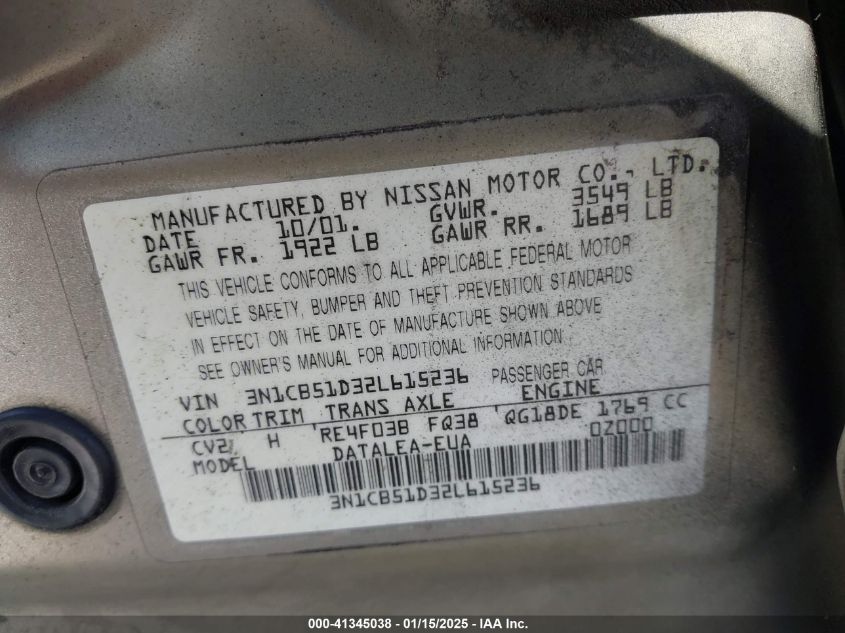 MANUFACTURED BY NISSAN MOTOR CO., LTD.
DATE 10/01. GVWR. 3549 LB
GAWR FR. 1922 LB GAWR RR. 1689 LB
THIS VEHICLE CONFORMS TO ALL APPLICABLE FEDERAL MOTOR
VEHICLE SAFETY, BUMPER AND THEFT PREVENTION STANDARDS
IN EFFECT ON THE DATE OF MANUFACTURE SHOWN ABOVE
SEE OWNER'S MANUAL FOR ADDITIONAL INFORMATION.
VIN 3N1CB51D32L615236 PASSENGER CAR
COLOR TRIM TRANS AXLE ENGINE
CV2 H RE4F03B FQ38 QG18DE 1769 CC
MODEL DATALEA-EUA 0Z000
3N1CB51D32L615236
000-41345038 - 01/15/2025 - IAA Inc.